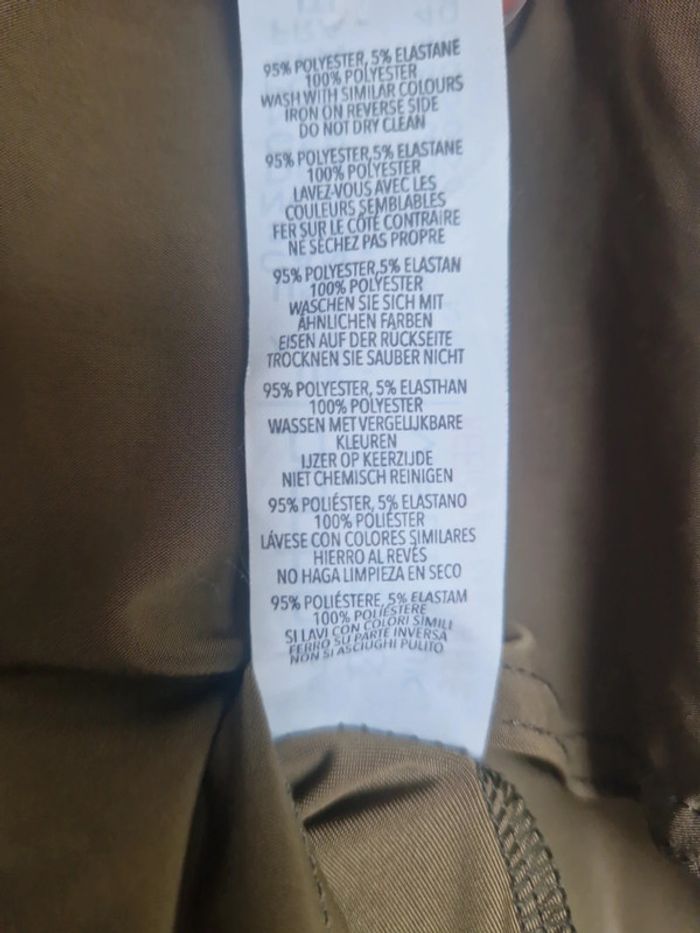 95% POLYESTER, 5% ELASTANE
100% POLYESTER
WASH WITH SIMILAR COLOURS
IRON ON REVERSE SIDE
DO NOT DRY CLEAN
95% POLYESTER, 5% ELASTANE
100% POLYESTER
LAVEZ-VOUS AVEC LES
COULEURS SEMBLABLES
FER SUR LE CÔTÉ CONTRAIRE
NE SÈCHEZ PAS PROPRE
95% POLYESTER, 5% ELASTAN
100% POLYESTER
WASCHEN SIE SICH MIT
ÄHNLICHEN FARBEN
EISEN AUF DER RÜCKSEITE
TROCKNEN SIE SAUBER NICHT
95% POLYESTER, 5% ELASTHAN
100% POLYESTER
WASSEN MET VERGELIJKBARE
KLEUREN
IJZER OP KEERZIJDE
NIET CHEMISCH REINIGEN
95% POLIÉSTER, 5% ELASTANO
100% POLIÉSTER
LÁVESE CON COLORES SIMILARES
HIERRO AL REVÉS
NO HAGA LIMPIEZA EN SECO
95% POLIÉSTERE, 5% ELASTAM
100% POLIÉSTERE
SI LAVI CON COLORI SIMILI
FERRO SU PARTE INVERSA
NON SI ASCIUGHI PULITO